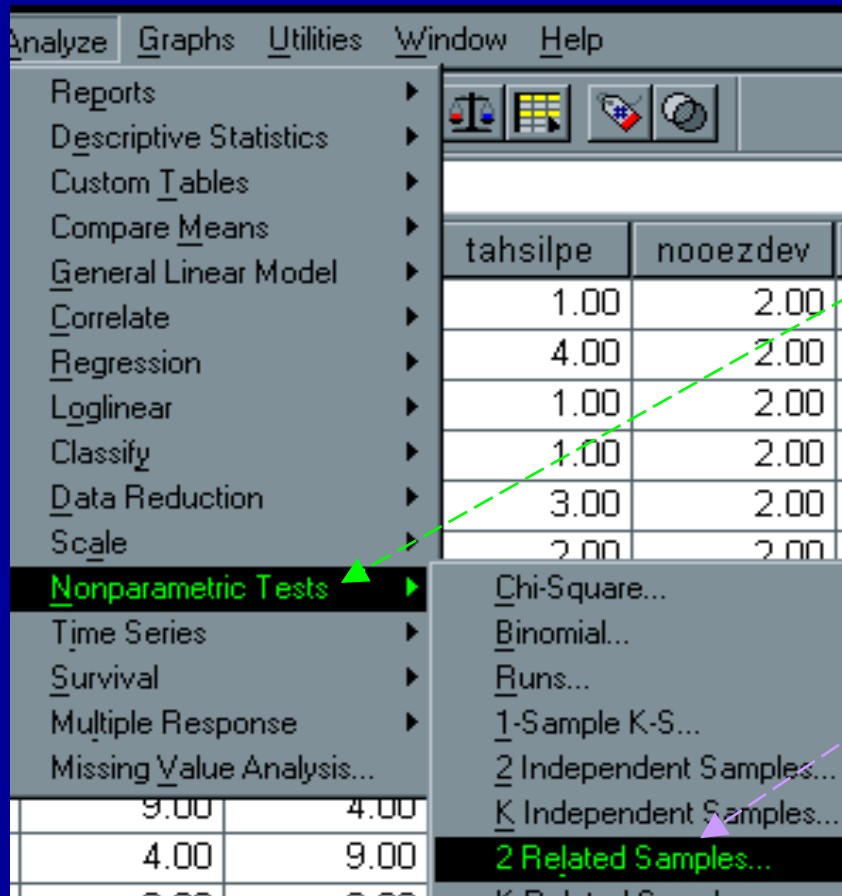 Analyze Graphs Utilities Window Help
Reports
Descriptive Statistics
Custom Tables
Compare Means
General Linear Model
Correlate
Regression
Loglinear
Classify
Data Reduction
Scale
Nonparametric Tests
Time Series
Survival
Multiple Response
Missing Value Analysis...
tahsilpe nooezdev
1.00 2.00
4.00 2.00
1.00 2.00
1.00 2.00
3.00 2.00
2.00 2.00
Chi-Square...
Binomial...
Runs...
1-Sample K-S...
2 Independent Samples...
K Independent Samples...
2 Related Samples...
9.00 4.00
4.00 9.00